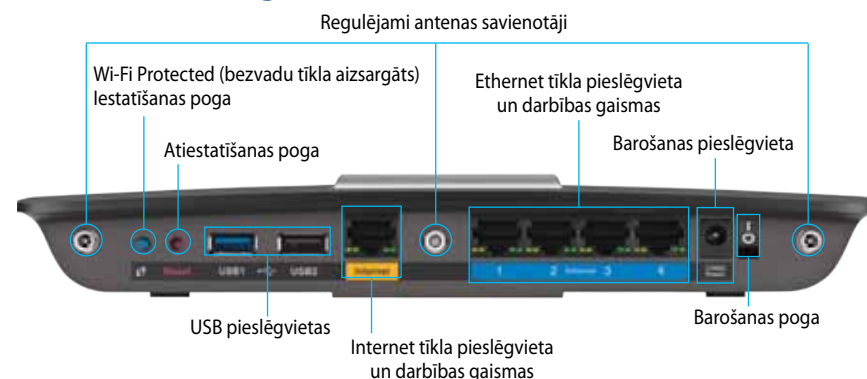 Regulējami antenas savienotāji
Wi-Fi Protected (bezvadu tīkla aizsargāts)
Iestatīšanas poga
Ethernet tīkla pieslēgvieta
un darbības gaismas
Atiestatīšanas poga
Barošanas pieslēgvieta
Reset
USB1
USB2
Internet
1
2
Ethernet
3
4
USB pieslēgvietas
Barošanas poga
Internet tīkla pieslēgvieta
un darbības gaismas